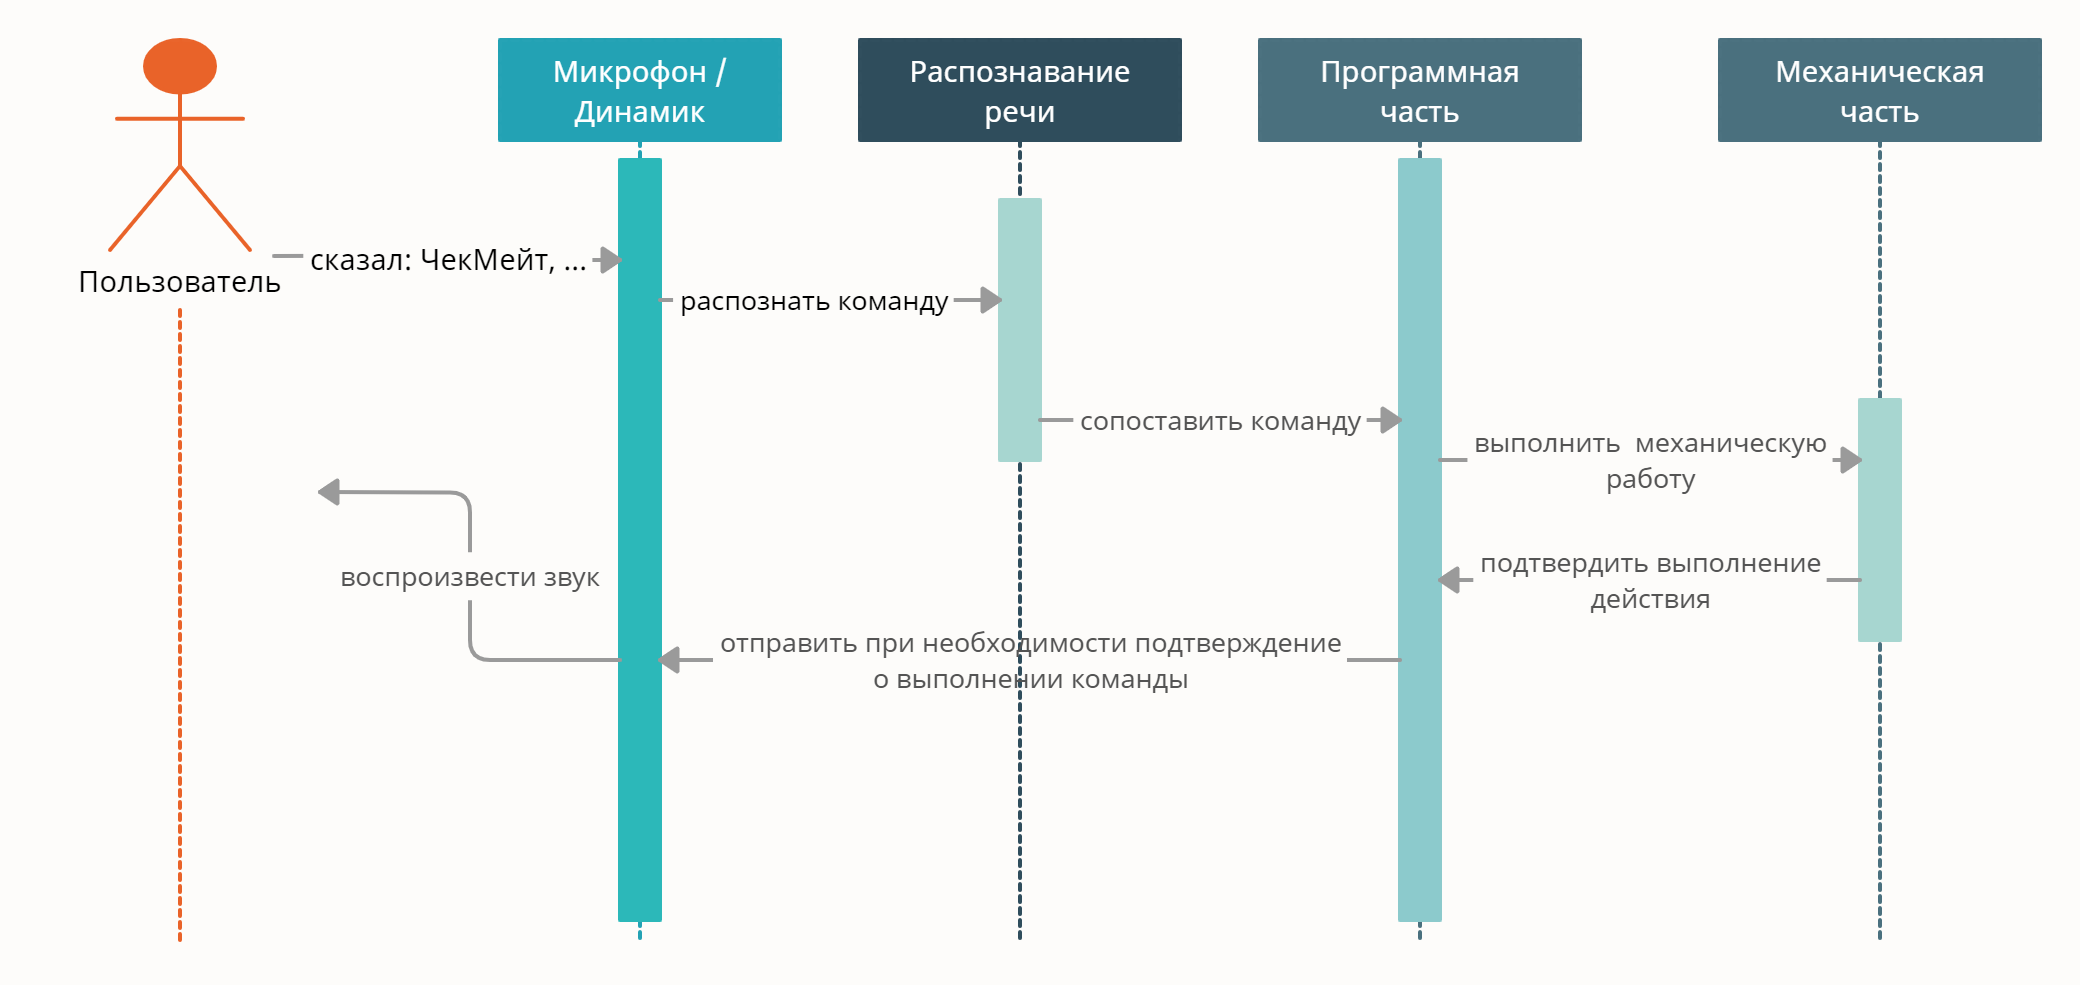 Микрофон /
Динамик
Распознавание
речи
Программная
часть
Механическая
часть
Пользователь
сказал: ЧекМейт, ...
распознать команду
сопоставить команду
выполнить  механическую
работу
подтвердить выполнение
действия
воспроизвести звук
отправить при необходимости подтверждение
о выполнении команды